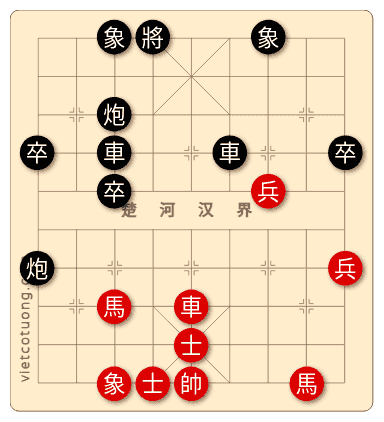 象 將 象
炮
卒 車 車 卒
卒 兵
楚 河 汉 界
炮 兵
馬 車
士
象 士 帥 馬